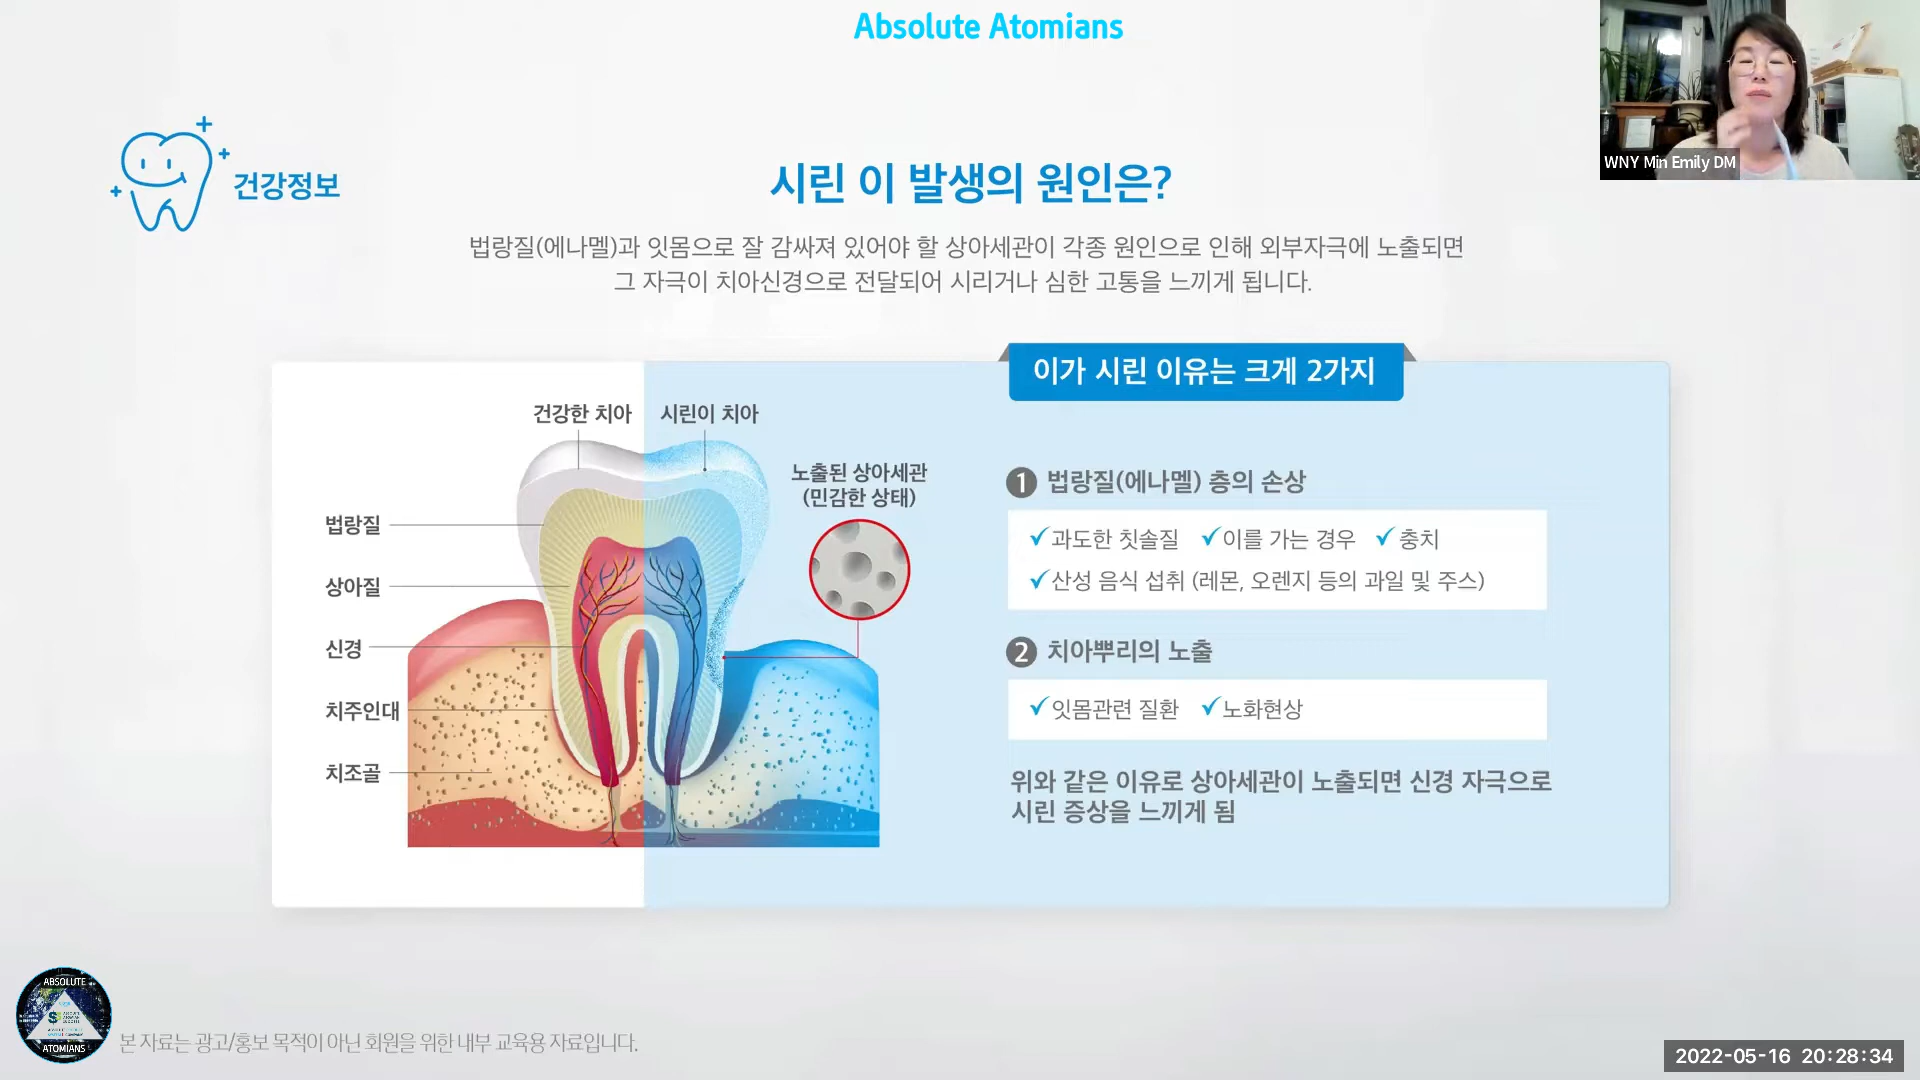 Absolute Atomians
WNY Min Emily DM
건강정보
시린 이 발생의 원인은?
법랑질(에나멜)과 잇몸으로 잘 감싸져 있어야 할 상아세관이 각종 원인으로 인해 외부자극에 노출되면
그 자극이 치아신경으로 전달되어 시리거나 심한 고통을 느끼게 됩니다.
이가 시린 이유는 크게 2가지
건강한 치아
시린이 치아
노출된 상아세관
(민감한 상태)
법랑질
상아질
신경
치주인대
치조골
1 법랑질(에나멜) 층의 손상
✓과도한 칫솔질 ✓이를 가는 경우 ✓충치
✓산성 음식 섭취 (레몬, 오렌지 등의 과일 및 주스)
2 치아뿌리의 노출
✓잇몸관련 질환 ✓노화현상
위와 같은 이유로 상아세관이 노출되면 신경 자극으로
시린 증상을 느끼게 됨
ABSOLUTE
ATOMIANS
본 자료는 광고/홍보 목적이 아닌 회원을 위한 내부 교육용 자료입니다.
2022-05-16 20:28:34